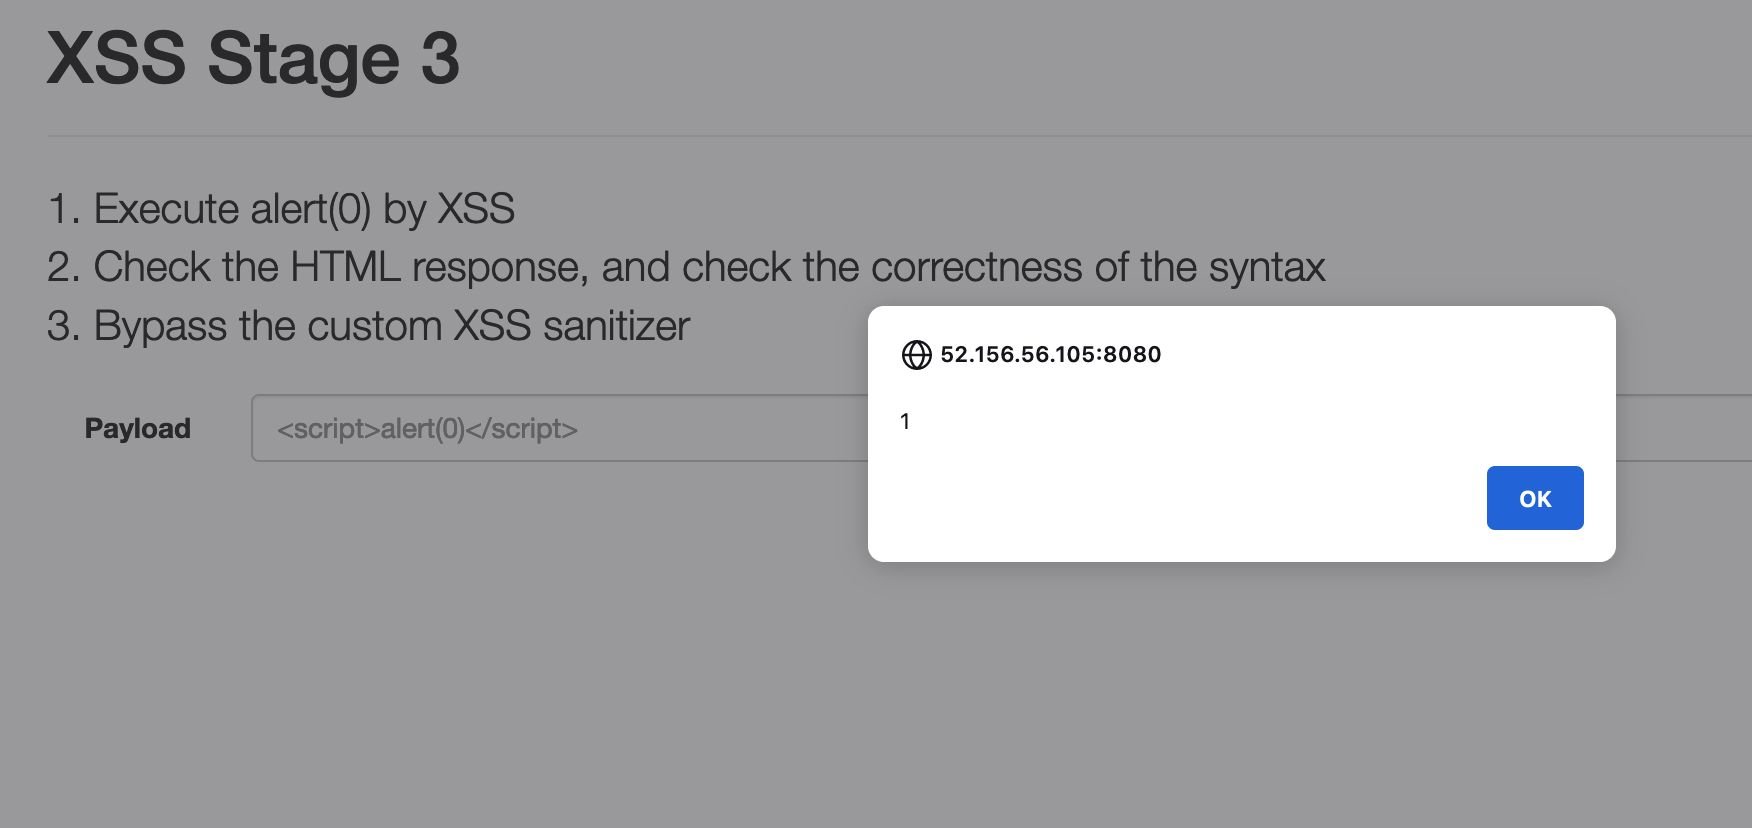 XSS Stage 3
1. Execute alert(0) by XSS
2. Check the HTML response, and check the correctness of the syntax
3. Bypass the custom XSS sanitizer
52.156.56.105:8080
1
Payload
<script>alert(0)</script>
OK